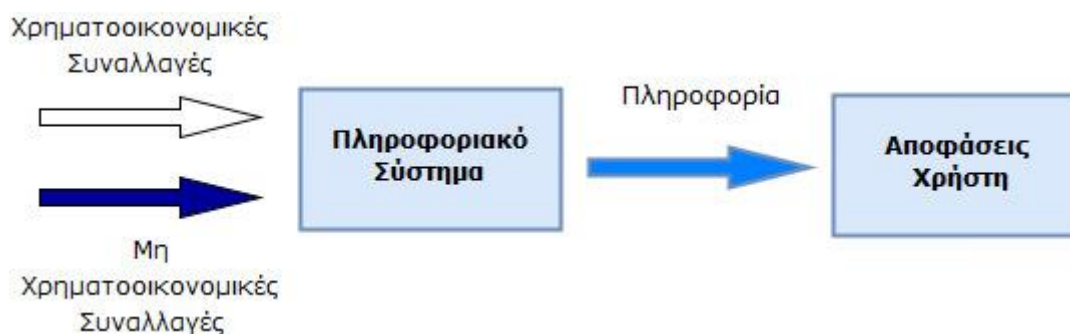 Χρηματοοικονομικές
Συναλλαγές
Πληροφοριακό
Σύστημα
Πληροφορία
Αποφάσεις
Χρήστη
Μη
Χρηματοοικονομικές
Συναλλαγές